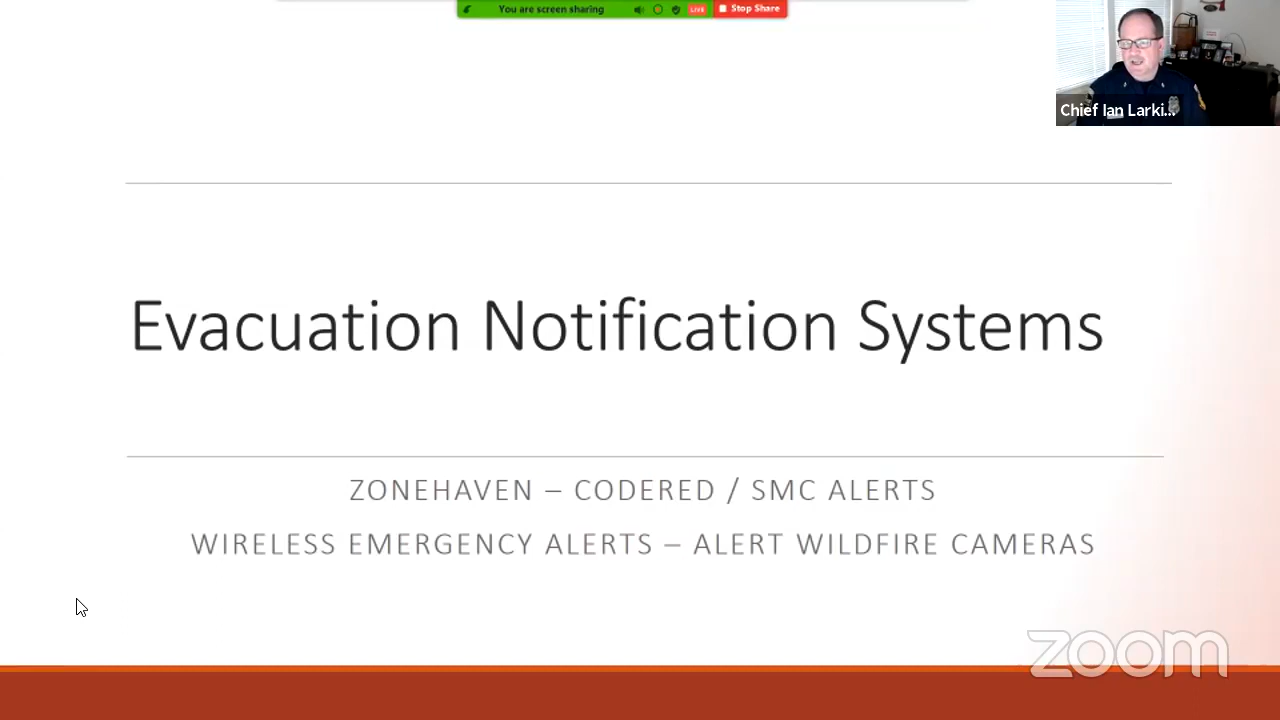 You are screen sharing
LIVE
Stop Share
Chief Ian Larki...
Evacuation Notification Systems
ZONEHAVEN – CODERED / SMC ALERTS
WIRELESS EMERGENCY ALERTS – ALERT WILDFIRE CAMERAS
zoom